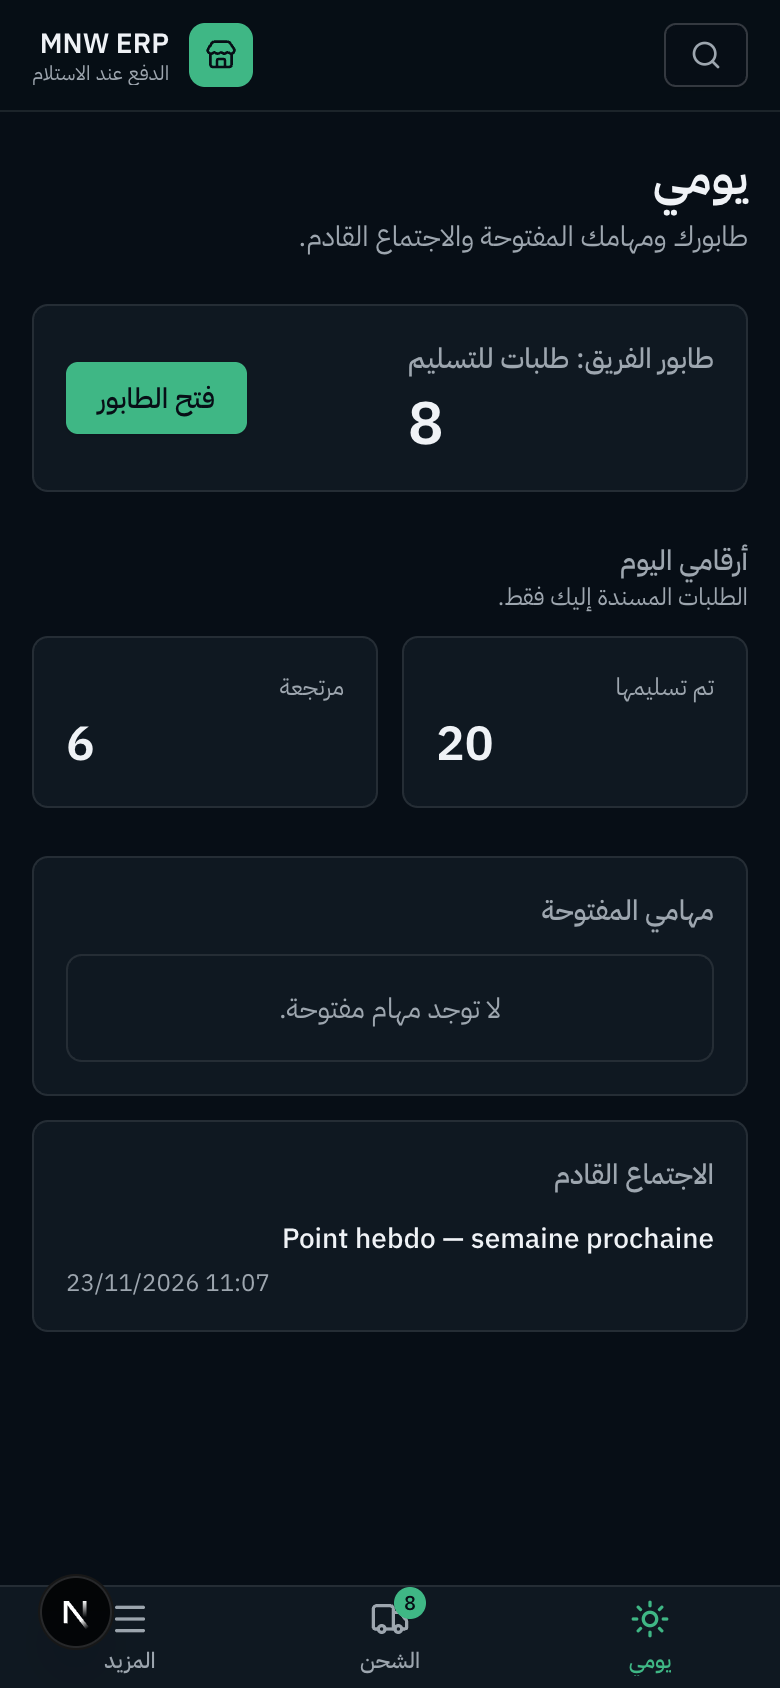 MNW ERP
الدفع عند الاستلام
يومي
طابورك ومهامك المفتوحة والاجتماع القادم.
طابور الفريق: طلبات للتسليم
8
فتح الطابور
أرقامي اليوم
الطلبات المسندة إليك فقط.
تم تسليمها
20
مرتجعة
6
مهامي المفتوحة
لا توجد مهام مفتوحة.
الاجتماع القادم
Point hebdo — semaine prochaine
23/11/2026 11:07
يومي
8
الشحن
المزيد
N